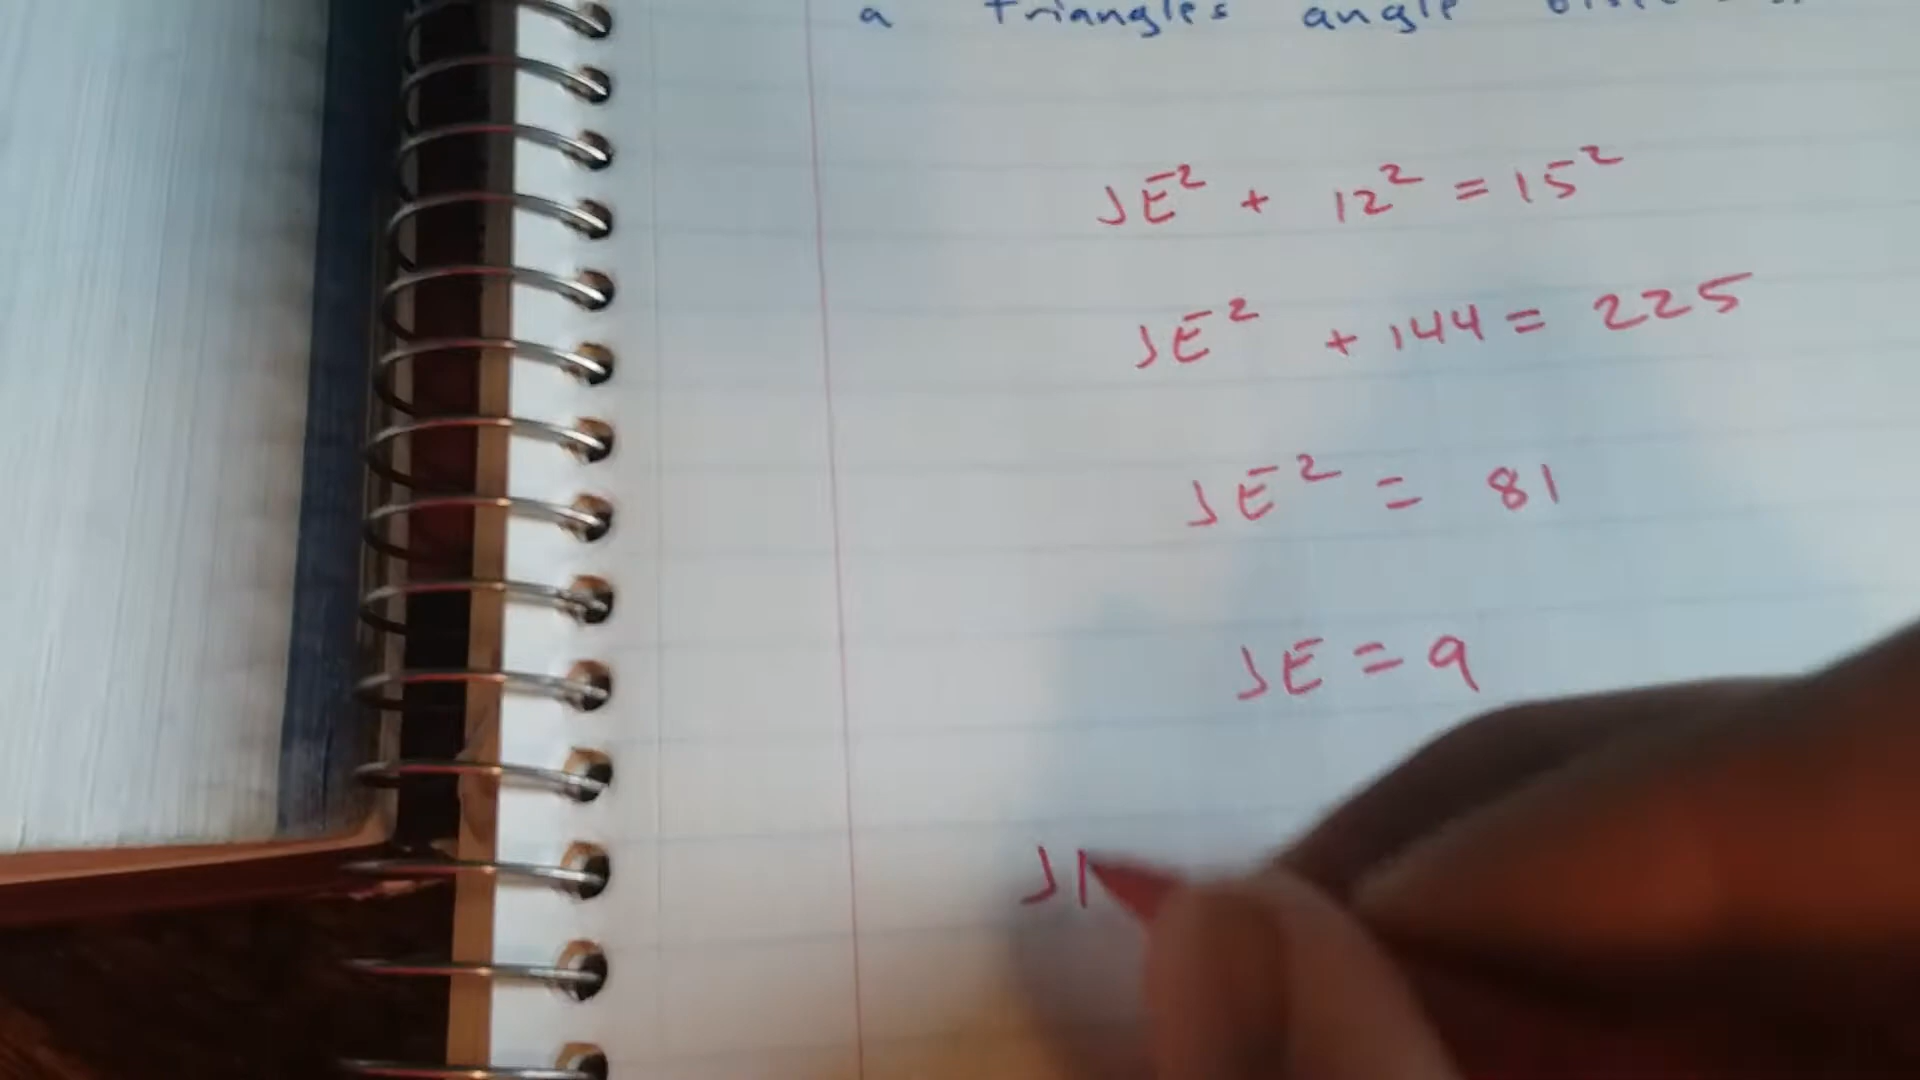 a triangles angle
JE² + 12² = 15²
JE² + 144 = 225
JE² = 81
JE = 9
J